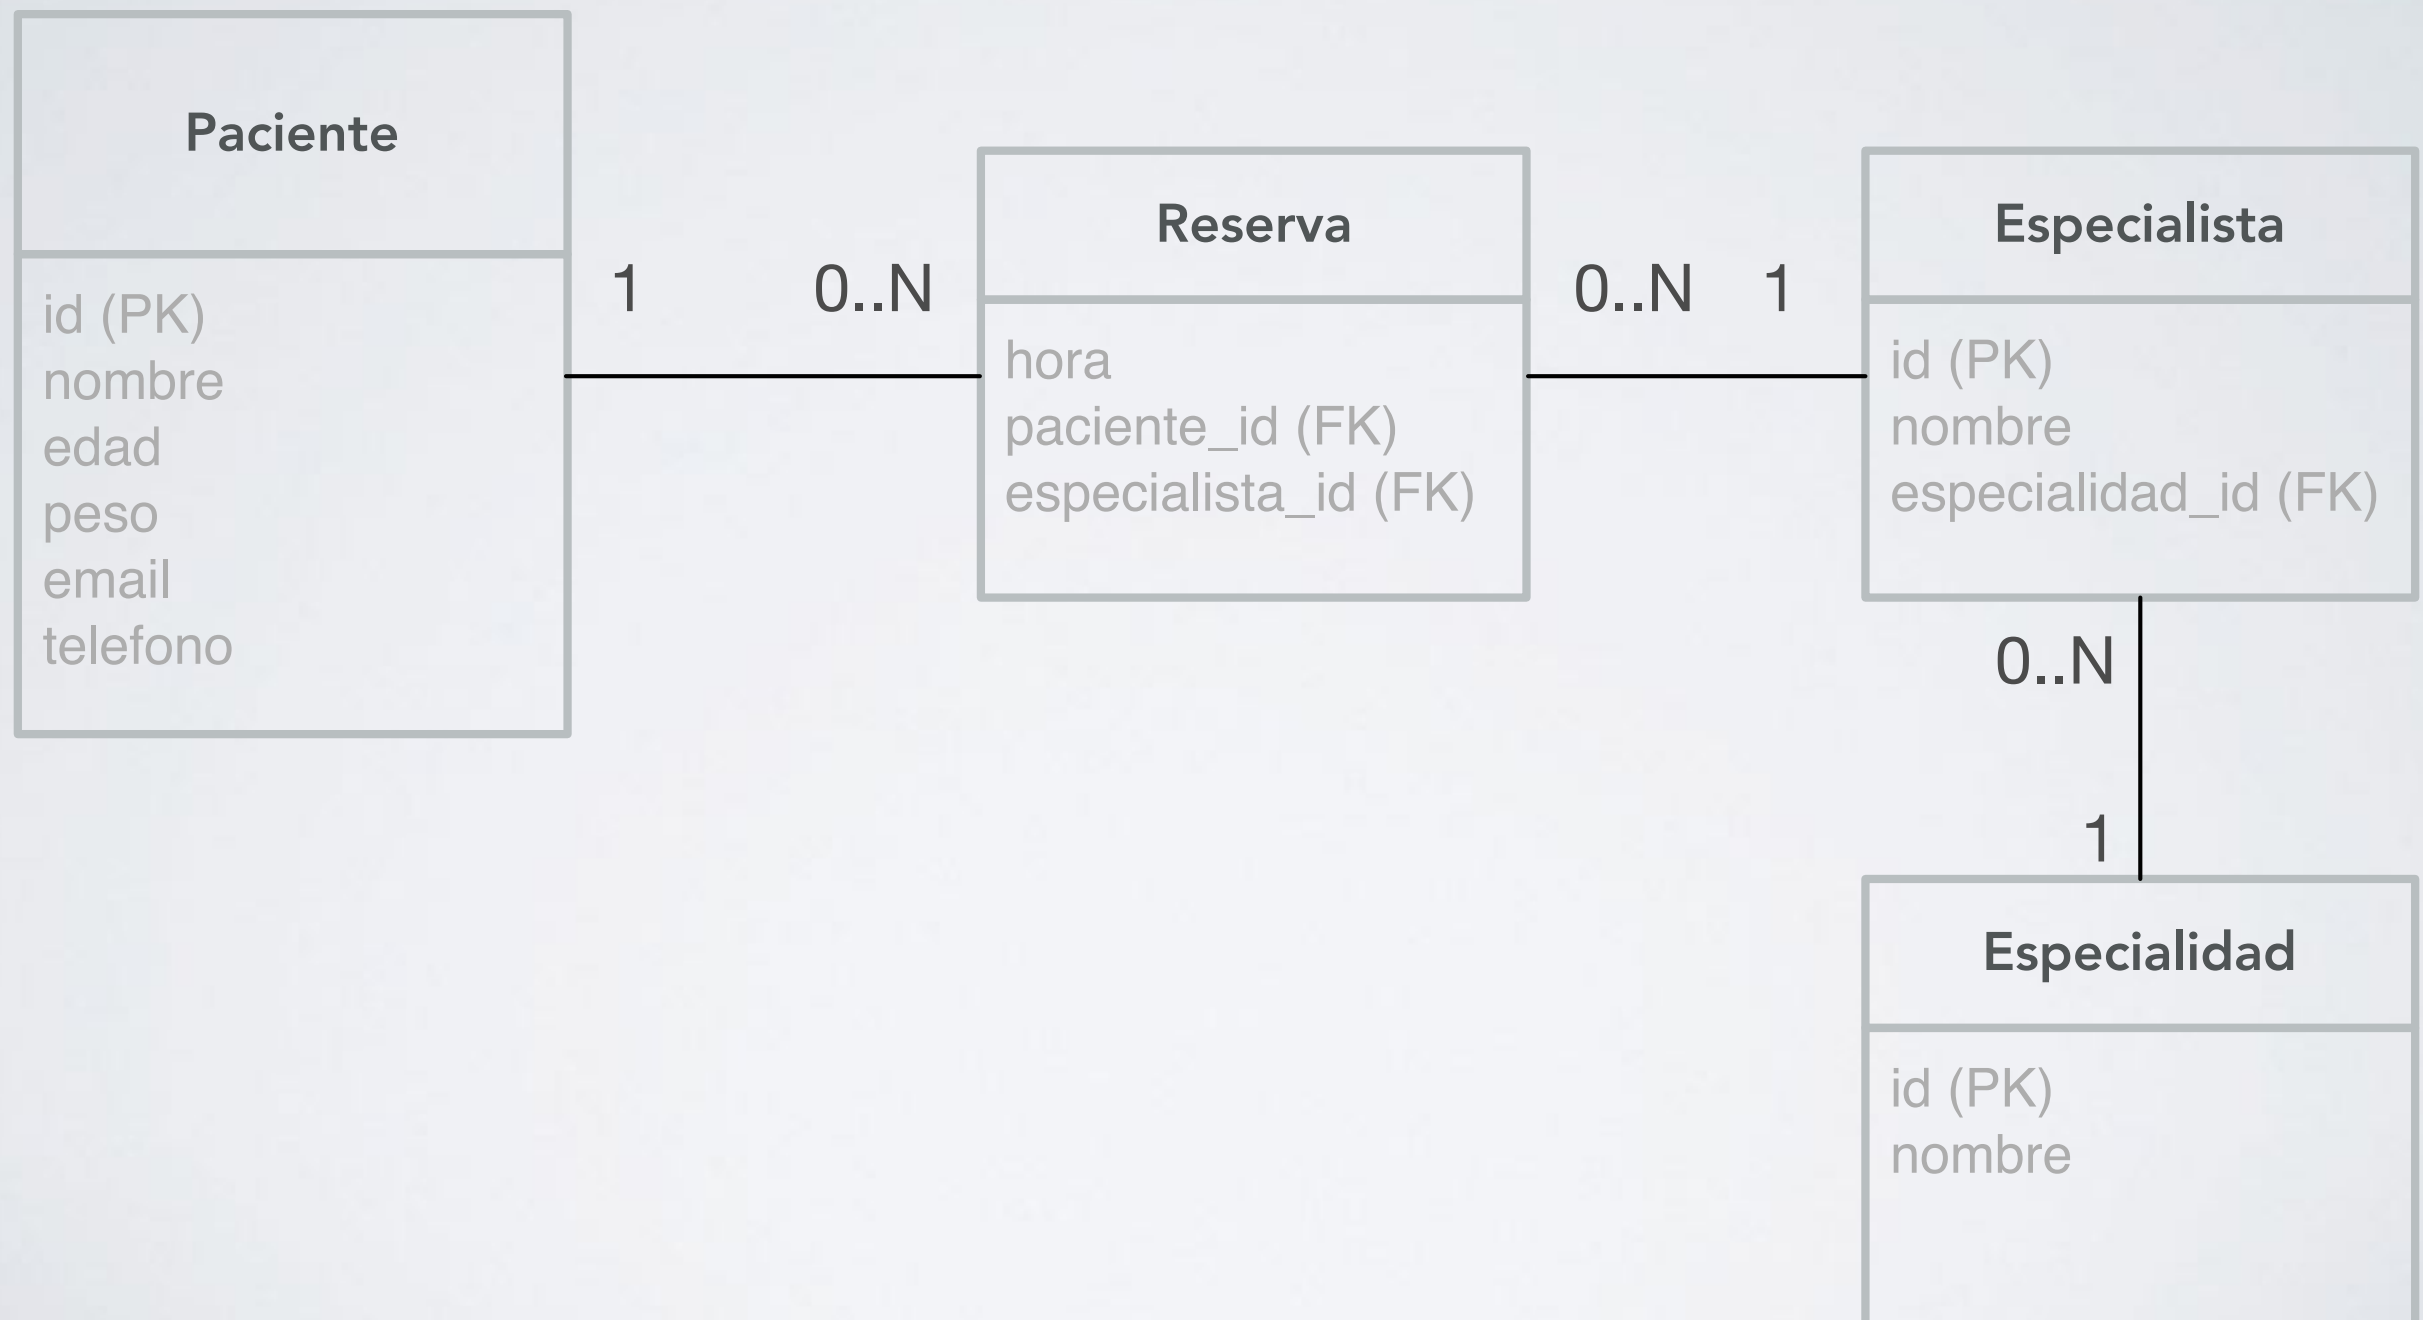 Paciente
id (PK)
nombre
edad
peso
email
telefono
1
0..N
Reserva
hora
paciente_id (FK)
especialista_id (FK)
0..N
1
Especialista
id (PK)
nombre
especialidad_id (FK)
0..N
1
Especialidad
id (PK)
nombre